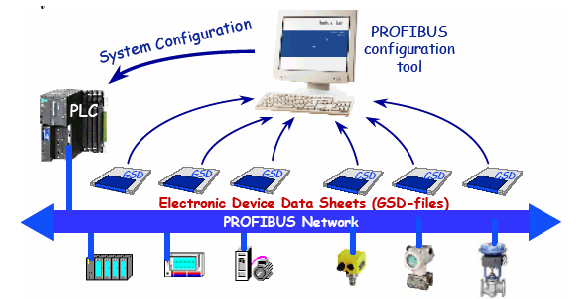 System Configuration
PROFIBUS
configuration
tool
PLC
GSD
GSD
GSD
GSD
GSD
GSD
Electronic Device Data Sheets (GSD-files)
PROFIBUS Network